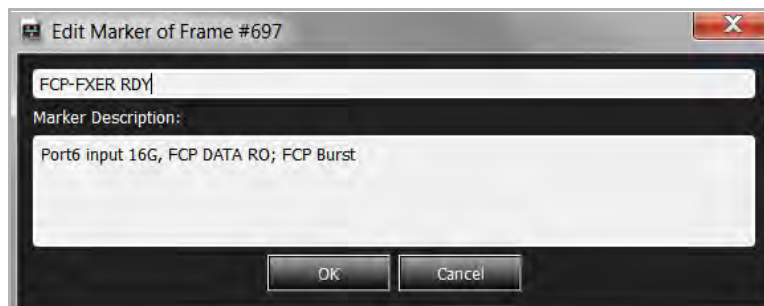 Edit Marker of Frame #697
FCP-FXER RDY
Marker Description:
Port6 input 16G, FCP DATA RO; FCP Burst
OK
Cancel